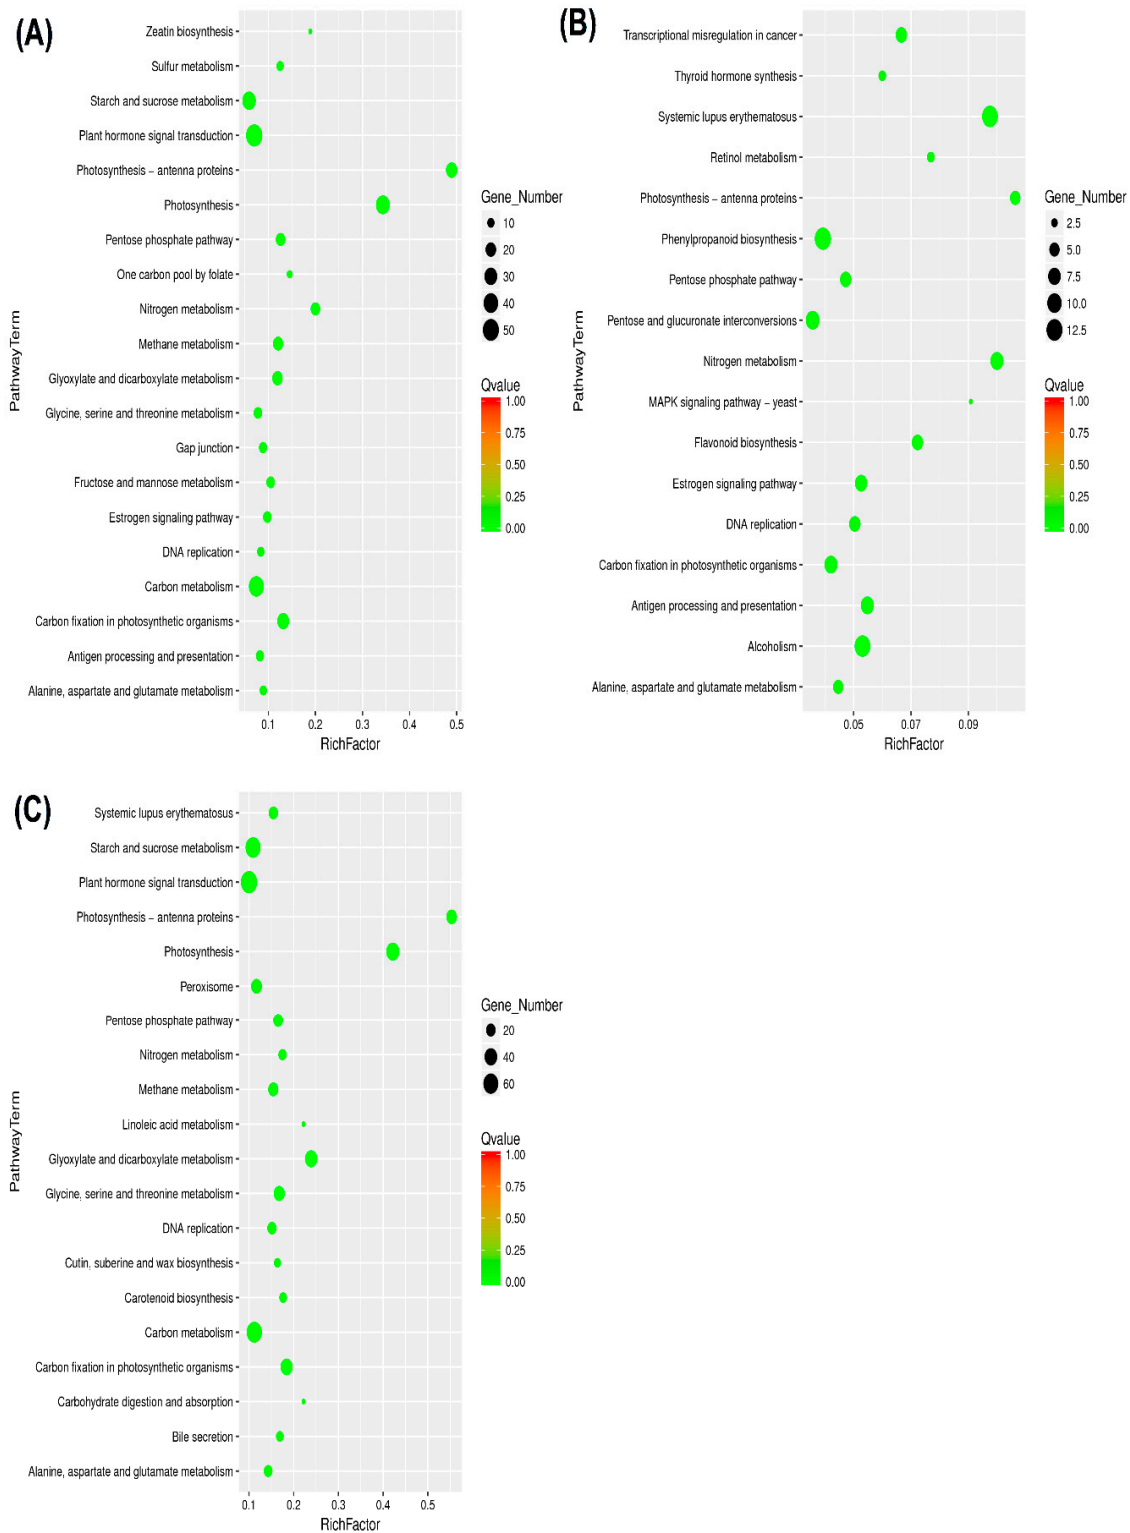 (A)
Zeatin biosynthesis
Sulfur metabolism
Starch and sucrose metabolism
Plant hormone signal transduction
Photosynthesis – antenna proteins
Photosynthesis
Pentose phosphate pathway
One carbon pool by folate
Nitrogen metabolism
Methane metabolism
Glyoxylate and dicarboxylate metabolism
Glycine, serine and threonine metabolism
Gap junction
Fructose and mannose metabolism
Estrogen signaling pathway
DNA replication
Carbon metabolism
Carbon fixation in photosynthetic organisms
Antigen processing and presentation
Alanine, aspartate and glutamate metabolism
PathwayTerm
0.1 0.2 0.3 0.4 0.5
RichFactor
Gene_Number
10
20
30
40
50
Qvalue
1.00
0.75
0.50
0.25
0.00
(B)
Transcriptional misregulation in cancer
Thyroid hormone synthesis
Systemic lupus erythematosus
Retinol metabolism
Photosynthesis – antenna proteins
Phenylpropanoid biosynthesis
Pentose phosphate pathway
Pentose and glucuronate interconversions
Nitrogen metabolism
MAPK signaling pathway – yeast
Flavonoid biosynthesis
Estrogen signaling pathway
DNA replication
Carbon fixation in photosynthetic organisms
Antigen processing and presentation
Alcoholism
Alanine, aspartate and glutamate metabolism
PathwayTerm
0.05 0.07 0.09
RichFactor
Gene_Number
2.5
5.0
7.5
10.0
12.5
Qvalue
1.00
0.75
0.50
0.25
0.00
(C)
Systemic lupus erythematosus
Starch and sucrose metabolism
Plant hormone signal transduction
Photosynthesis – antenna proteins
Photosynthesis
Peroxisome
Pentose phosphate pathway
Nitrogen metabolism
Methane metabolism
Linoleic acid metabolism
Glyoxylate and dicarboxylate metabolism
Glycine, serine and threonine metabolism
DNA replication
Cutin, suberine and wax biosynthesis
Carotenoid biosynthesis
Carbon metabolism
Carbon fixation in photosynthetic organisms
Carbohydrate digestion and absorption
Bile secretion
Alanine, aspartate and glutamate metabolism
PathwayTerm
0.1 0.2 0.3 0.4 0.5
RichFactor
Gene_Number
20
40
60
Qvalue
1.00
0.75
0.50
0.25
0.00